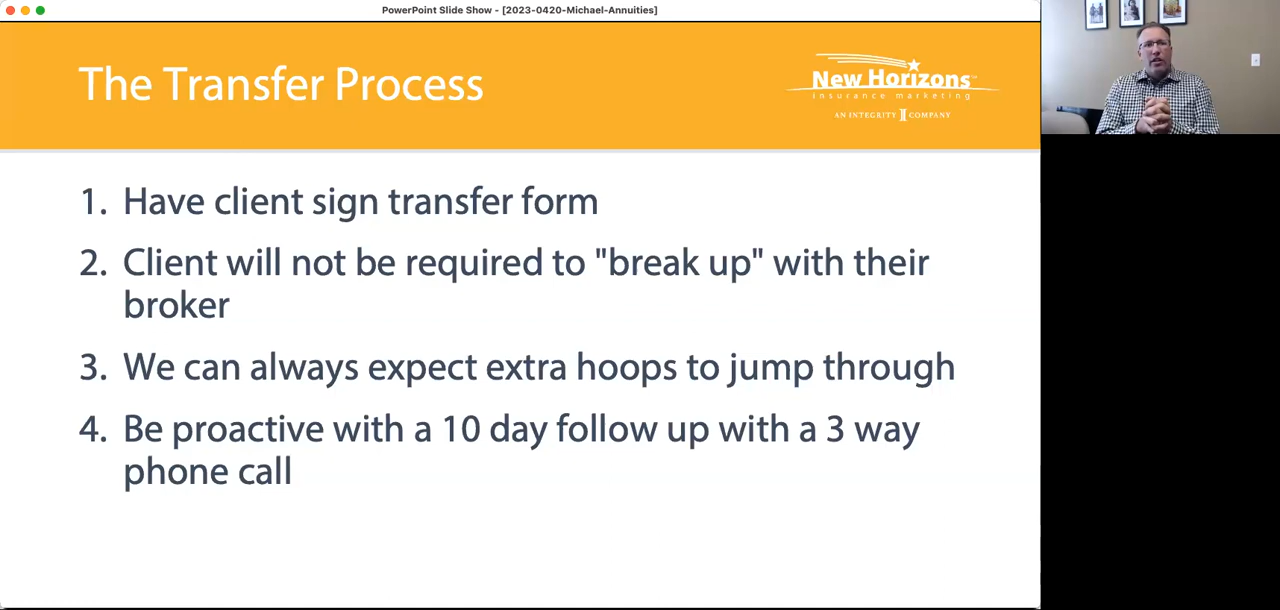 PowerPoint Slide Show - [2023-0420-Michael-Annuities]
The Transfer Process
New Horizons™
insurance marketing
AN INTEGRITY COMPANY
1. Have client sign transfer form
2. Client will not be required to "break up" with their
broker
3. We can always expect extra hoops to jump through
4. Be proactive with a 10 day follow up with a 3 way
phone call